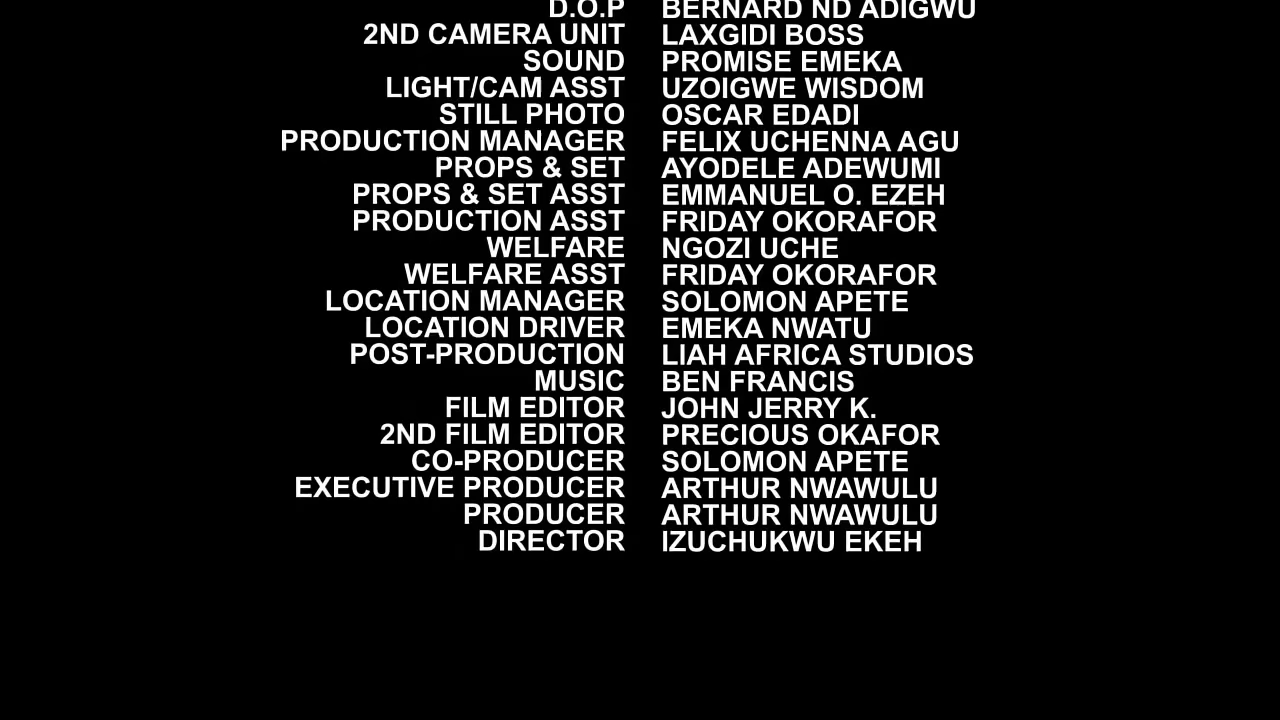 D.O.P BERNARD ND ADIGWU
2ND CAMERA UNIT LAXGIDI BOSS
SOUND PROMISE EMEKA
LIGHT/CAM ASST UZOIGWE WISDOM
STILL PHOTO OSCAR EDADI
PRODUCTION MANAGER FELIX UCHENNA AGU
PROPS & SET AYODELE ADEWUMI
PROPS & SET ASST EMMANUEL O. EZEH
PRODUCTION ASST FRIDAY OKORAFOR
WELFARE NGOZI UCHE
WELFARE ASST FRIDAY OKORAFOR
LOCATION MANAGER SOLOMON APETE
LOCATION DRIVER EMEKA NWATU
POST-PRODUCTION LIAH AFRICA STUDIOS
MUSIC BEN FRANCIS
FILM EDITOR JOHN JERRY K.
2ND FILM EDITOR PRECIOUS OKAFOR
CO-PRODUCER SOLOMON APETE
EXECUTIVE PRODUCER ARTHUR NWAWULU
PRODUCER ARTHUR NWAWULU
DIRECTOR IZUCHUKWU EKEH